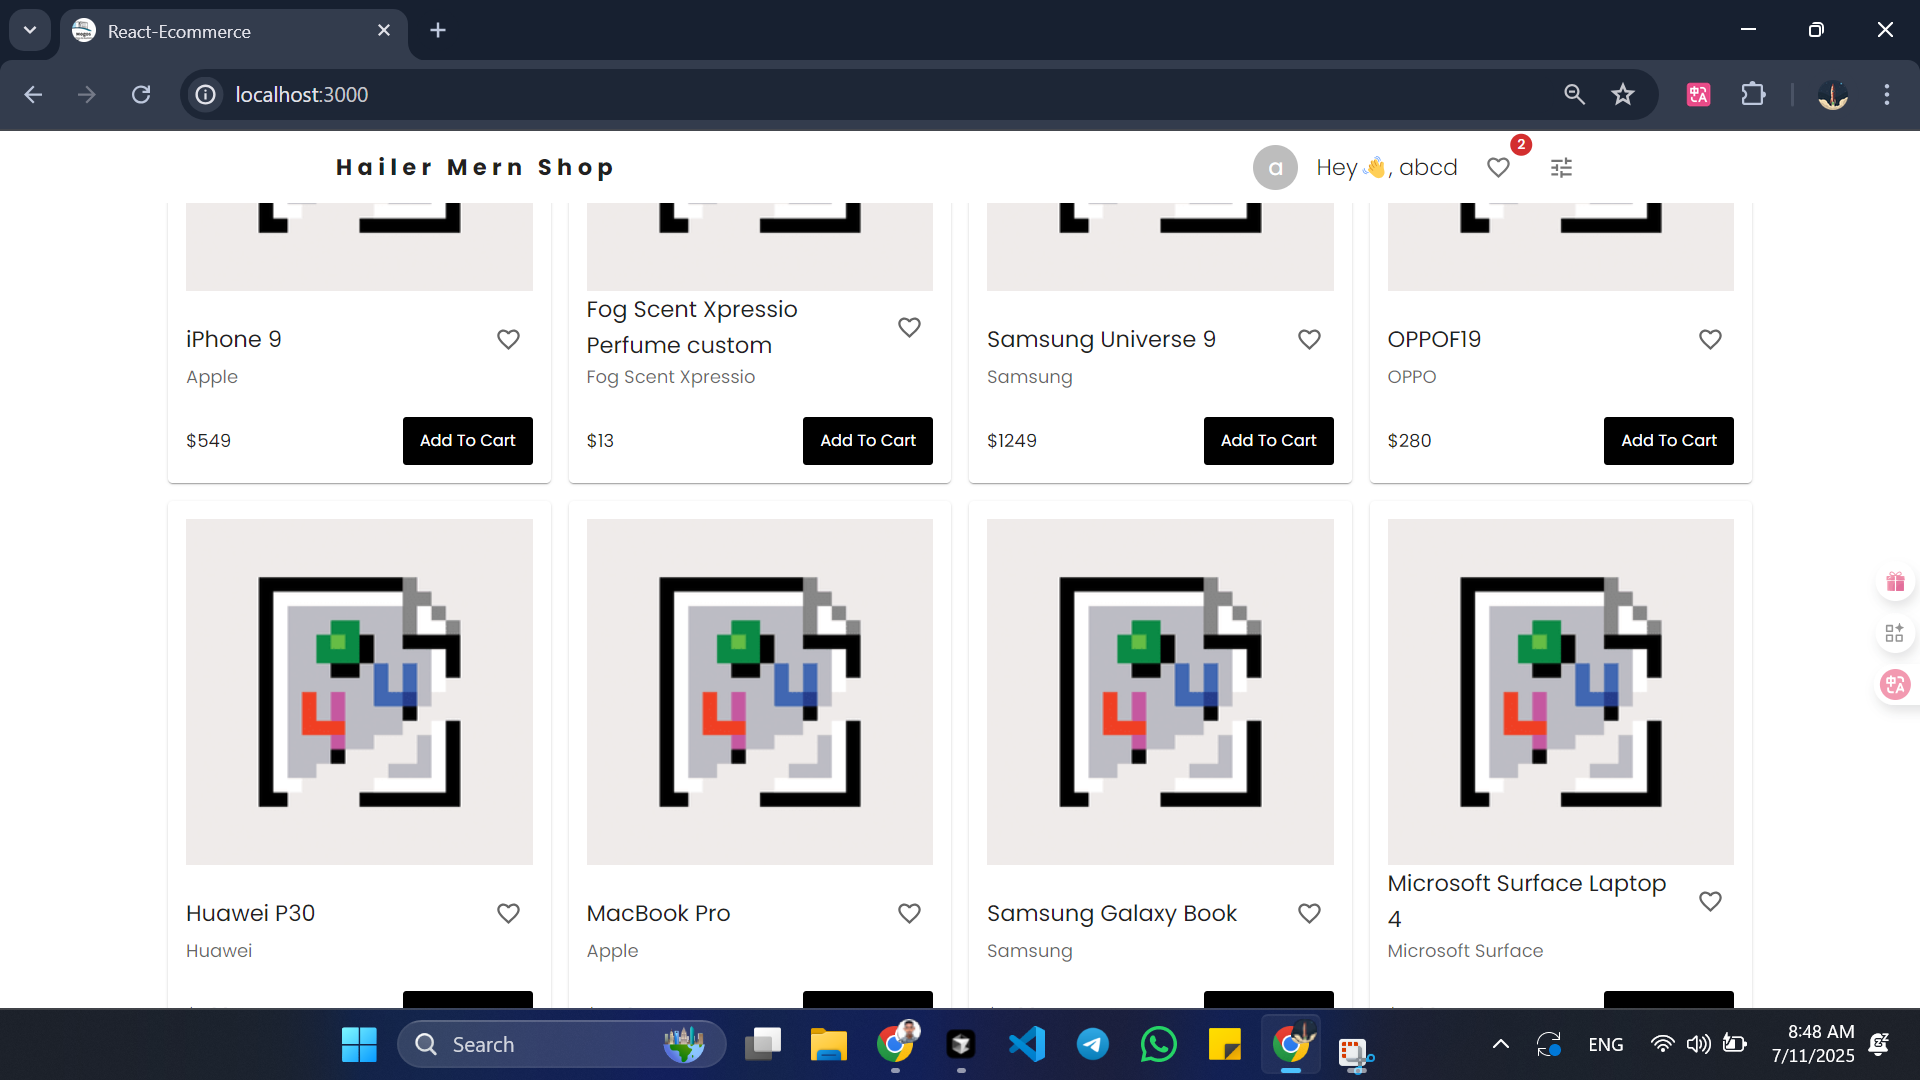 React-Ecommerce
localhost:3000
Hailer Mern Shop
a
Hey👋, abcd
2
iPhone 9
Apple
$549
Add To Cart
Fog Scent Xpressio
Perfume custom
Fog Scent Xpressio
$13
Add To Cart
Samsung Universe 9
Samsung
$1249
Add To Cart
OPPOF19
OPPO
$280
Add To Cart
Huawei P30
Huawei
MacBook Pro
Apple
Samsung Galaxy Book
Samsung
Microsoft Surface Laptop
4
Microsoft Surface
Search
ENG
8:48 AM
7/11/2025